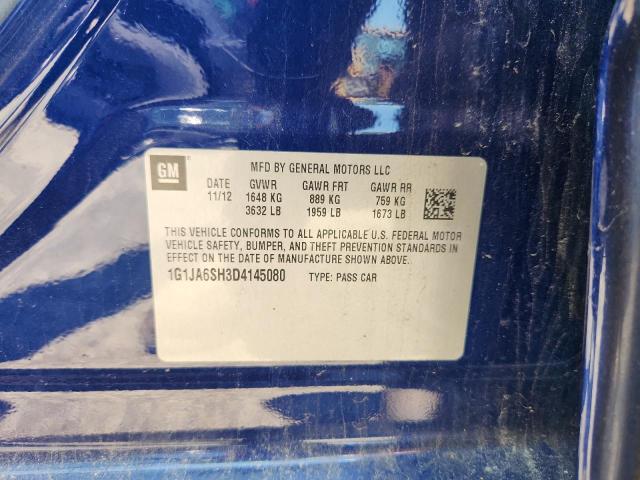 GM
MFD BY GENERAL MOTORS LLC
DATE GVWR GAWR FRT GAWR RR
11/12 1648 KG 889 KG 759 KG
3632 LB 1959 LB 1673 LB
THIS VEHICLE CONFORMS TO ALL APPLICABLE U.S. FEDERAL MOTOR
VEHICLE SAFETY, BUMPER, AND THEFT PREVENTION STANDARDS IN
EFFECT ON THE DATE OF MANUFACTURE SHOWN ABOVE.
1G1JA6SH3D4145080 TYPE: PASS CAR